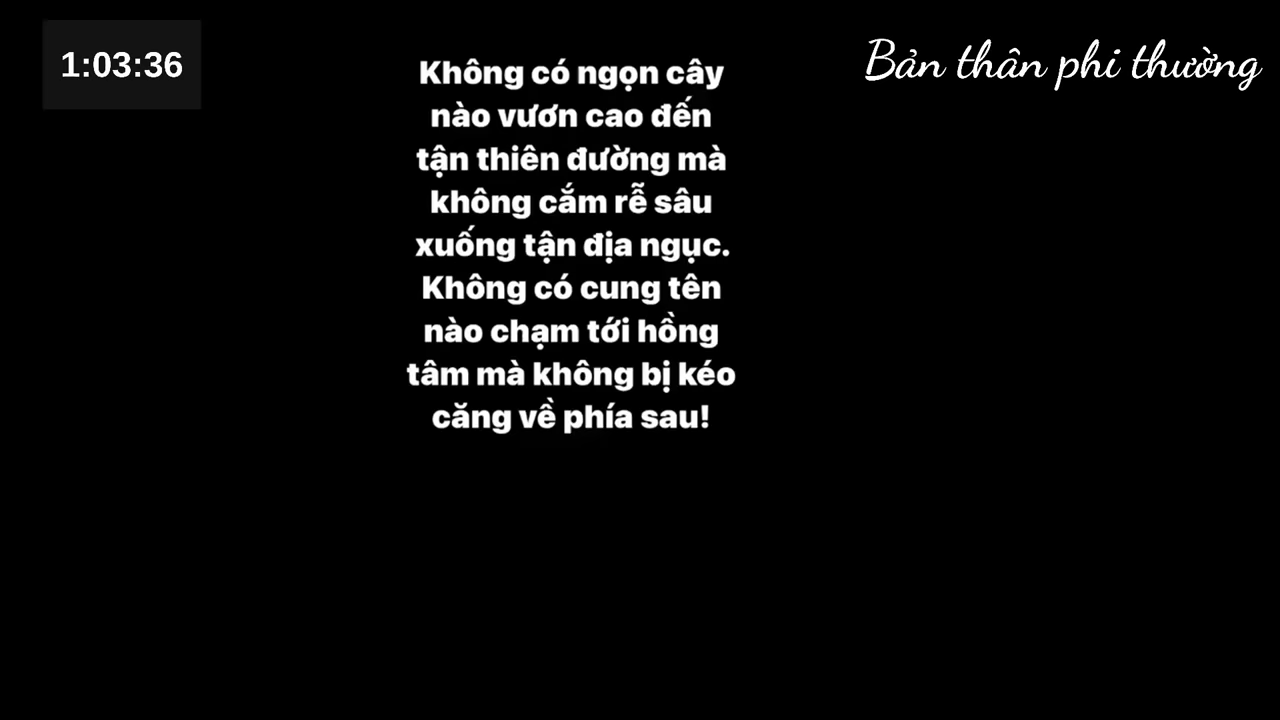 1:03:36
Bản thân phi thường
Không có ngọn cây
nào vươn cao đến
tận thiên đường mà
không cắm rễ sâu
xuống tận địa ngục.
Không có cung tên
nào chạm tới hồng
tâm mà không bị kéo
căng về phía sau!